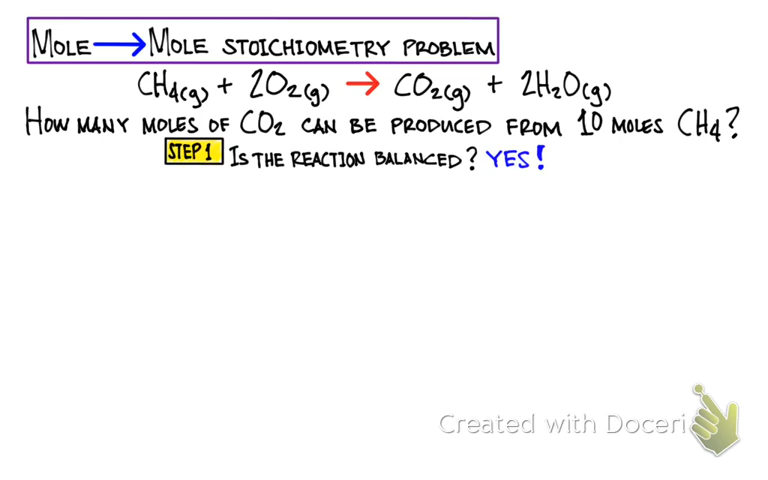 MOLE → MOLE STOICHIOMETRY PROBLEM
CH₄(g) + 2O₂(g) → CO₂(g) + 2H₂O(g)
HOW MANY MOLES OF CO₂ CAN BE PRODUCED FROM 10 MOLES CH₄?
STEP 1 IS THE REACTION BALANCED? YES!
Created with Doceri